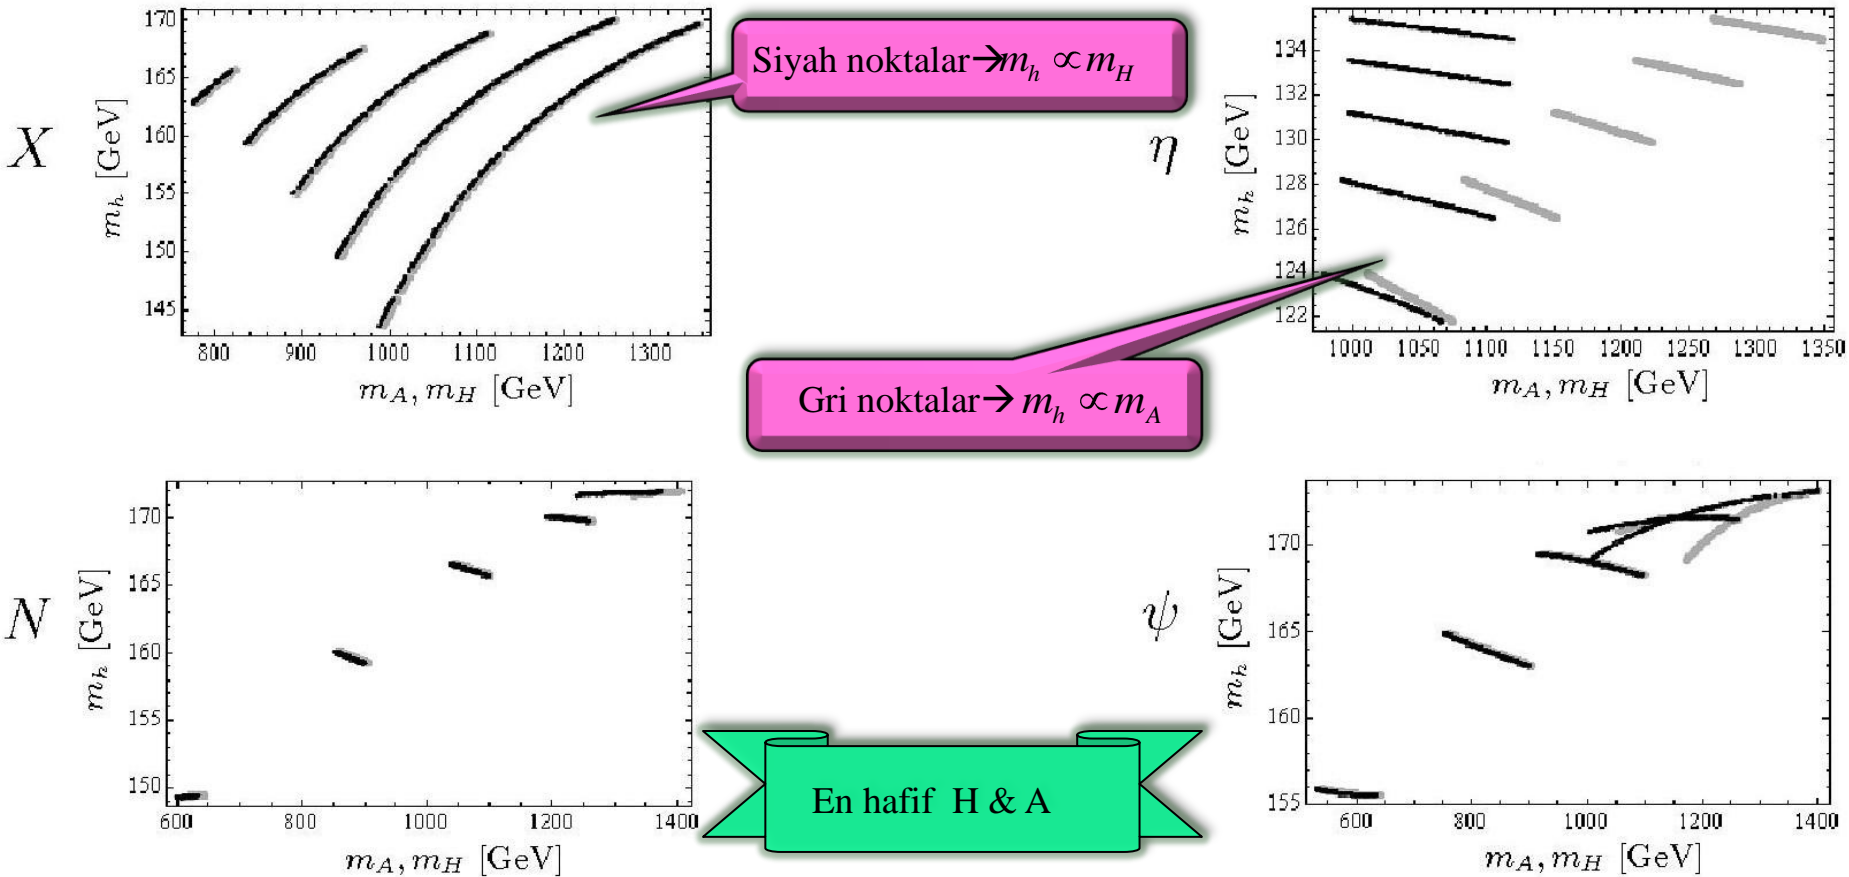 X
m_h [GeV]
170
165
160
155
150
145
800 900 1000 1100 1200 1300
m_A, m_H [GeV]
Siyah noktalar→m_h ∝ m_H
η
m_h [GeV]
134
132
130
128
126
124
122
1000 1050 1100 1150 1200 1250 1300 1350
m_A, m_H [GeV]
Gri noktalar→ m_h ∝ m_A
N
m_h [GeV]
170
165
160
155
150
600 800 1000 1200 1400
m_A, m_H [GeV]
ψ
m_h [GeV]
170
165
160
155
600 800 1000 1200 1400
m_A, m_H [GeV]
En hafif H & A